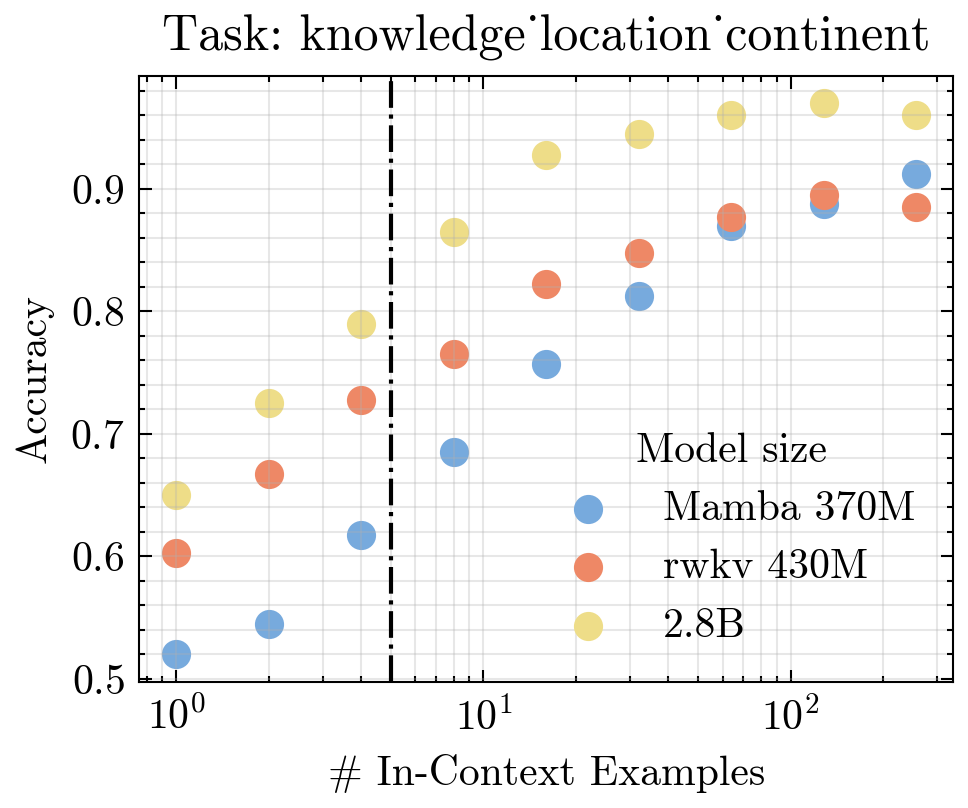 Task: knowledge˙location˙continent
Accuracy
0.9
0.8
0.7
0.6
0.5
Model size
Mamba 370M
rwkv 430M
2.8B
10⁰
10¹
10²
# In-Context Examples